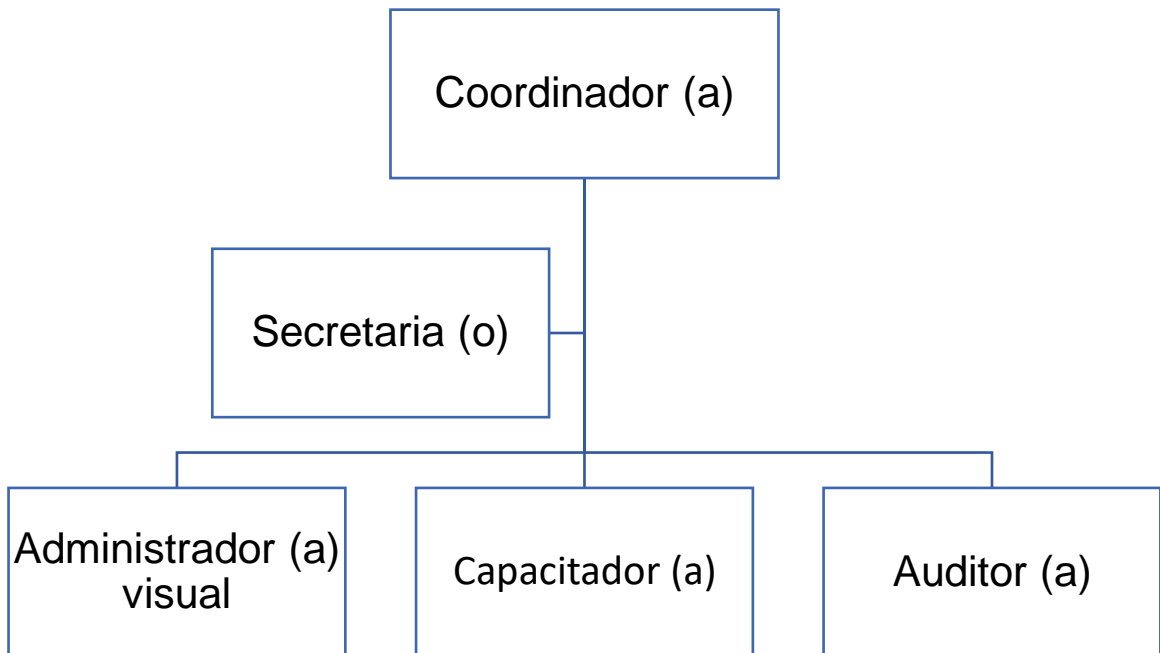 Coordinador (a)
Secretaria (o)
Administrador (a)
visual
Capacitador (a)
Auditor (a)